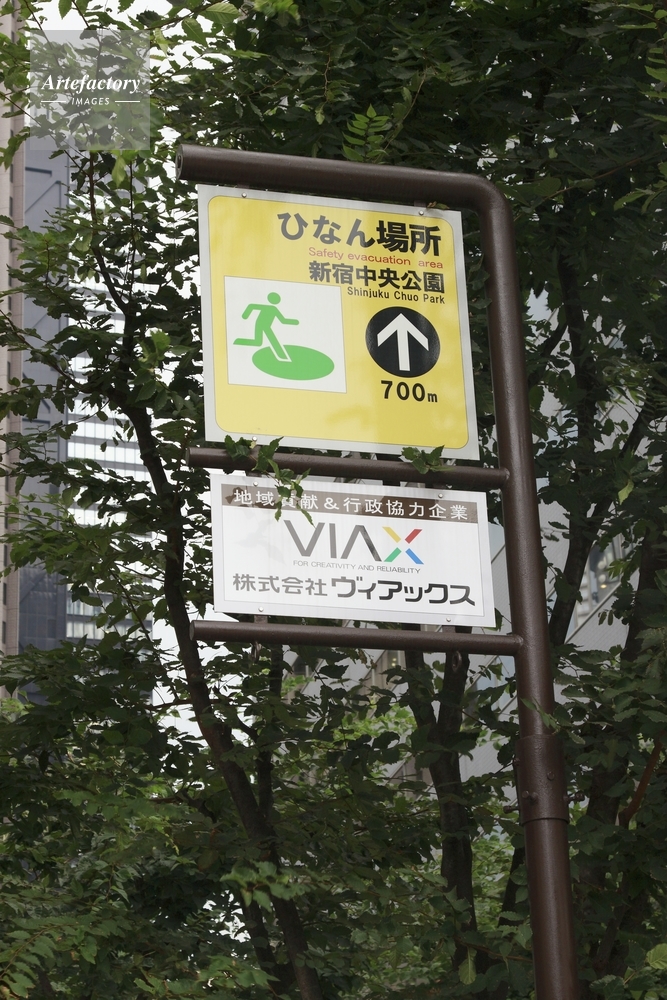 Artefactory
IMAGES
ひなん場所
Safety evacuation area
新宿中央公園
Shinjuku Chuo Park
700m
地域貢献&行政協力企業
VIAX
FOR CREATIVITY AND RELIABILITY
株式会社ヴィアックス